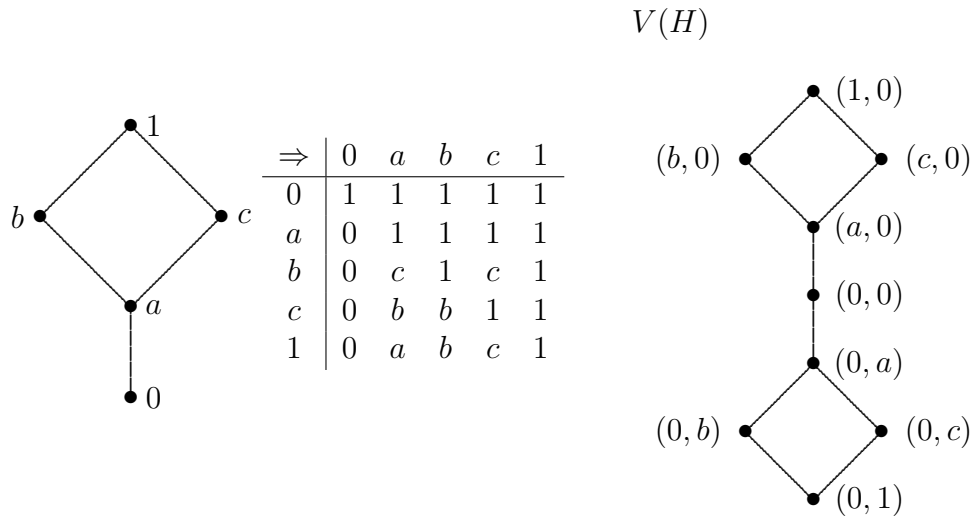 V(H)
1
b
c
a
0
⇒ 0 a b c 1
0 1 1 1 1 1
a 0 1 1 1 1
b 0 c 1 c 1
c 0 b b 1 1
1 0 a b c 1
(1, 0)
(b, 0) (c, 0)
(a, 0)
(0, 0)
(0, a)
(0, b) (0, c)
(0, 1)